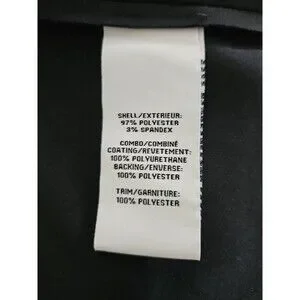 SHELL/EXTERIEUR:
97% POLYESTER
3% SPANDEX
COMBO/COMBINÉ
COATING/REVETEMENT:
100% POLYURETHANE
BACKING/ENVERSE:
100% POLYESTER
TRIM/GARNITURE:
100% POLYESTER